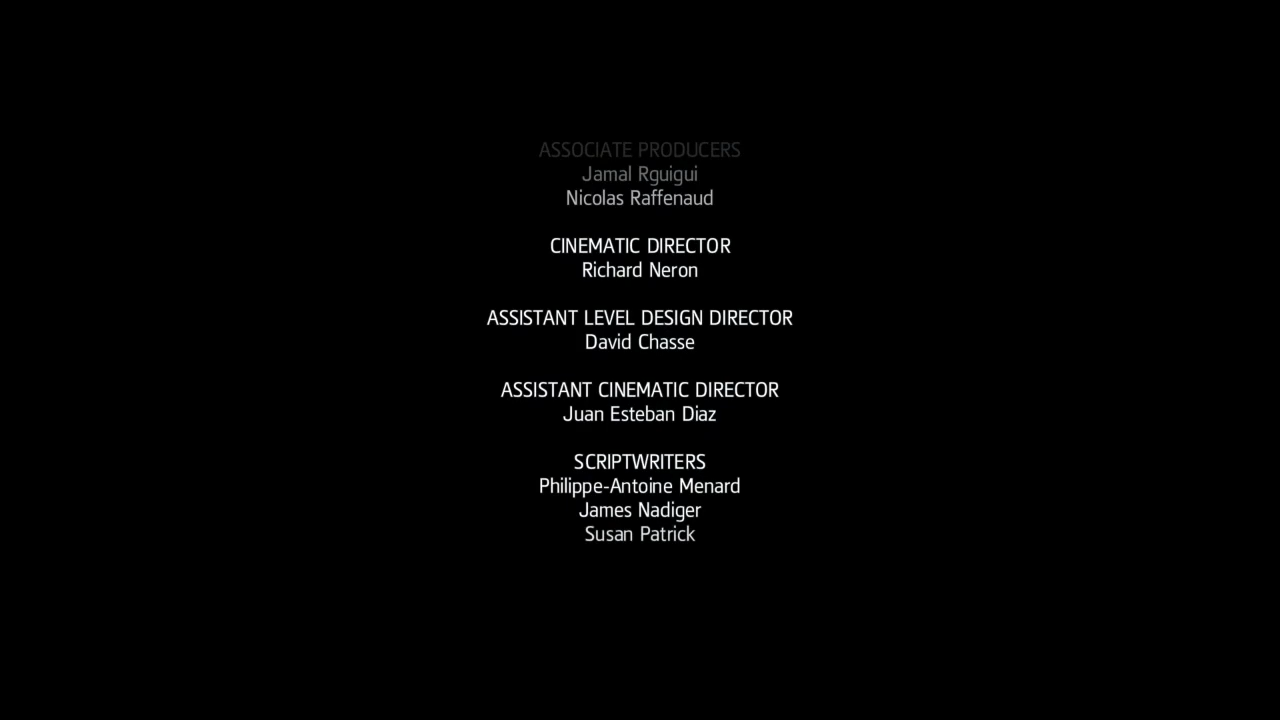 ASSOCIATE PRODUCERS
Jamal Rguigui
Nicolas Raffenaud
CINEMATIC DIRECTOR
Richard Neron
ASSISTANT LEVEL DESIGN DIRECTOR
David Chasse
ASSISTANT CINEMATIC DIRECTOR
Juan Esteban Diaz
SCRIPTWRITERS
Philippe-Antoine Menard
James Nadiger
Susan Patrick